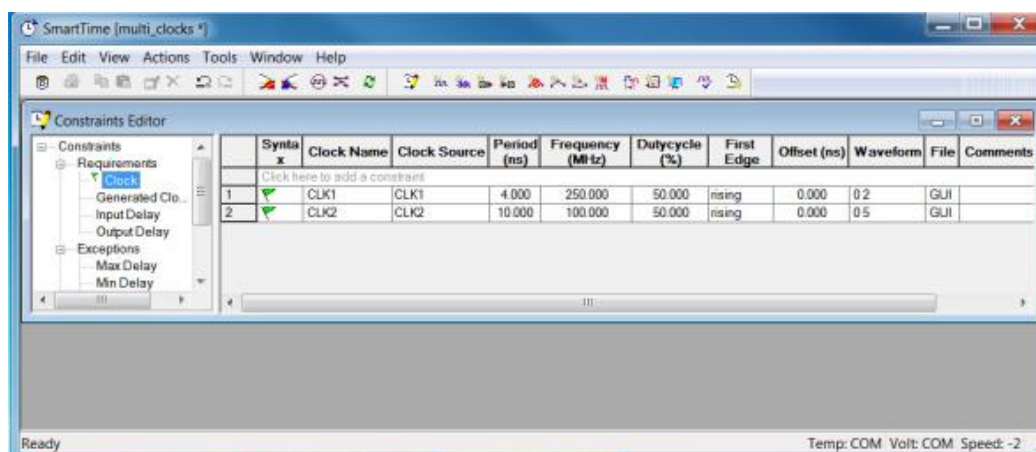 SmartTime [multi_clocks *]
File Edit View Actions Tools Window Help
Constraints Editor
Constraints
Requirements
Clock
Generated Clo...
Input Delay
Output Delay
Exceptions
Max Delay
Min Delay
Syntax Clock Name Clock Source Period (ns) Frequency (MHz) Dutycycle (%) First Edge Offset (ns) Waveform File Comments
Click here to add a constraint
1 CLK1 CLK1 4.000 250.000 50.000 rising 0.000 0 2 GUI
2 CLK2 CLK2 10.000 100.000 50.000 rising 0.000 0 5 GUI
Ready Temp: COM Volt: COM Speed: -2